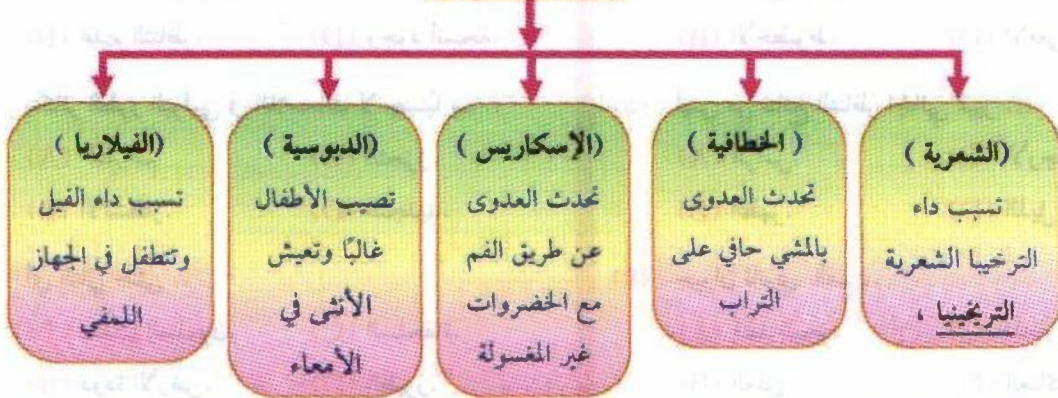 (الشعرية)
تسبب داء
الترخيبا الشعرية
التريخينيا ،
(الخطافية)
تحدث العدوى
بالمشي حافي على
التراب
(الإسكاريس)
تحدث العدوى
عن طريق الفم
مع الخضروات
غير المغسولة
(الدبوسية)
تصيب الأطفال
غالبًا وتعيش
الأنثى في
الأمعاء
(الفيلاريا)
تسبب داء الفيل
وتتطفل في الجهاز
اللمفي